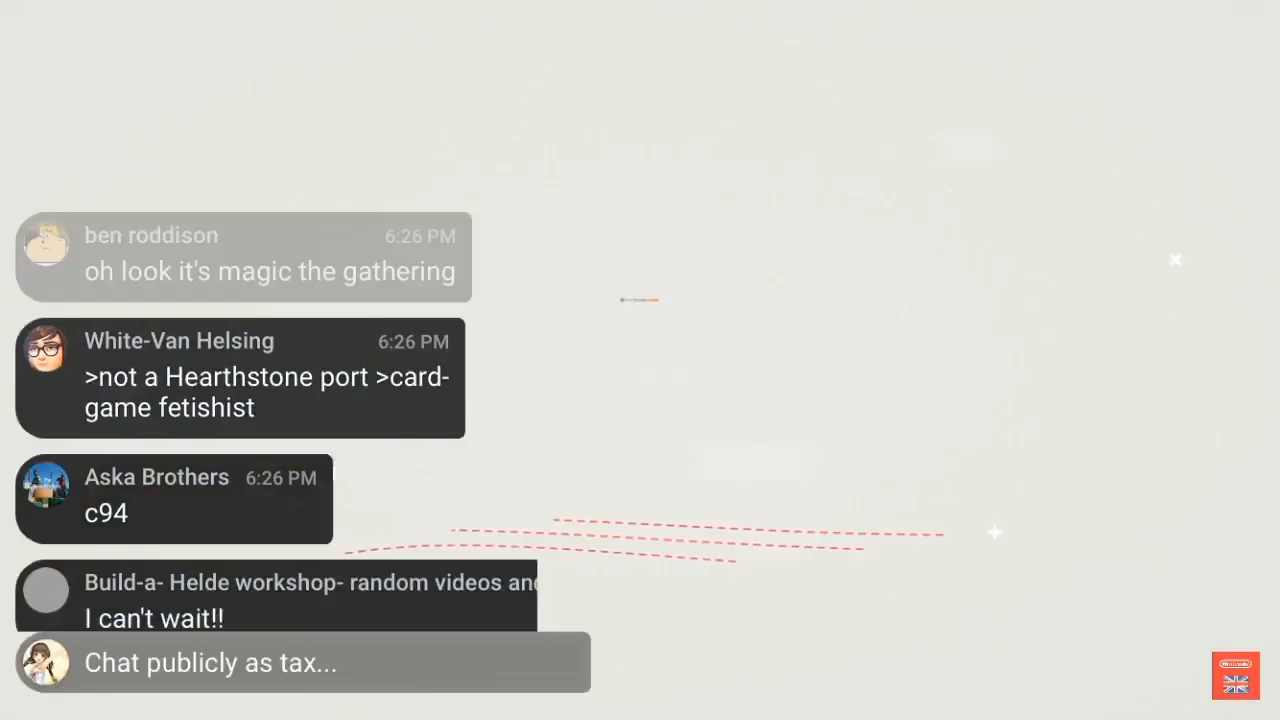 ben roddison 6:26 PM
oh look it's magic the gathering
White-Van Helsing 6:26 PM
>not a Hearthstone port >card-
game fetishist
Aska Brothers 6:26 PM
c94
Build-a- Helde workshop- random videos and
I can't wait!!
Chat publicly as tax...
Nintendo